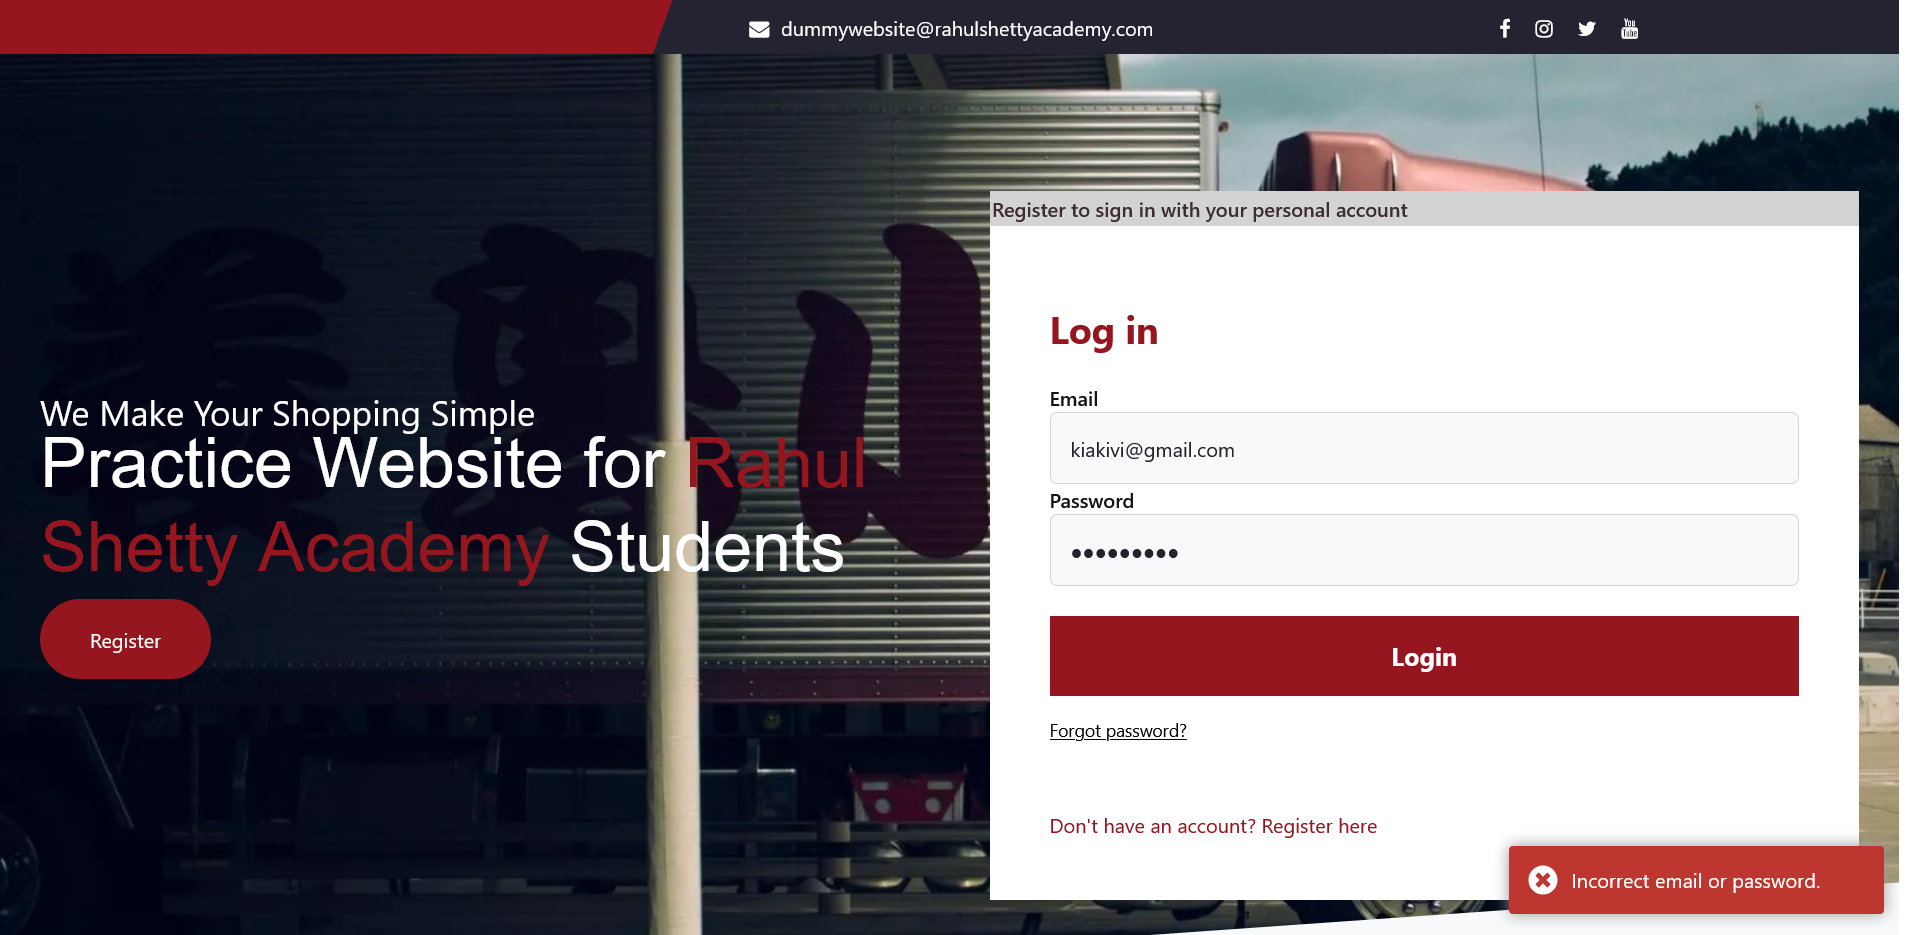 dummywebsite@rahulshettyacademy.com
We Make Your Shopping Simple
Practice Website for Rahul
Shetty Academy Students
Register
Register to sign in with your personal account
Log in
Email
kiakivi@gmail.com
Password
Login
Forgot password?
Don't have an account? Register here
Incorrect email or password.